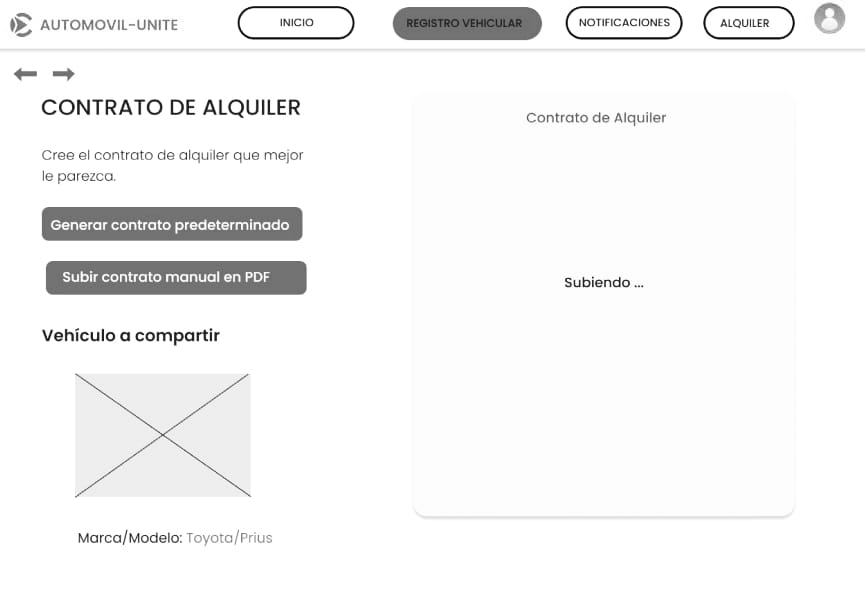 AUTOMOVIL-UNITE
INICIO
REGISTRO VEHICULAR
NOTIFICACIONES
ALQUILER
CONTRATO DE ALQUILER
Cree el contrato de alquiler que mejor
le parezca.
Generar contrato predeterminado
Subir contrato manual en PDF
Vehículo a compartir
Marca/Modelo: Toyota/Prius
Contrato de Alquiler
Subiendo ...